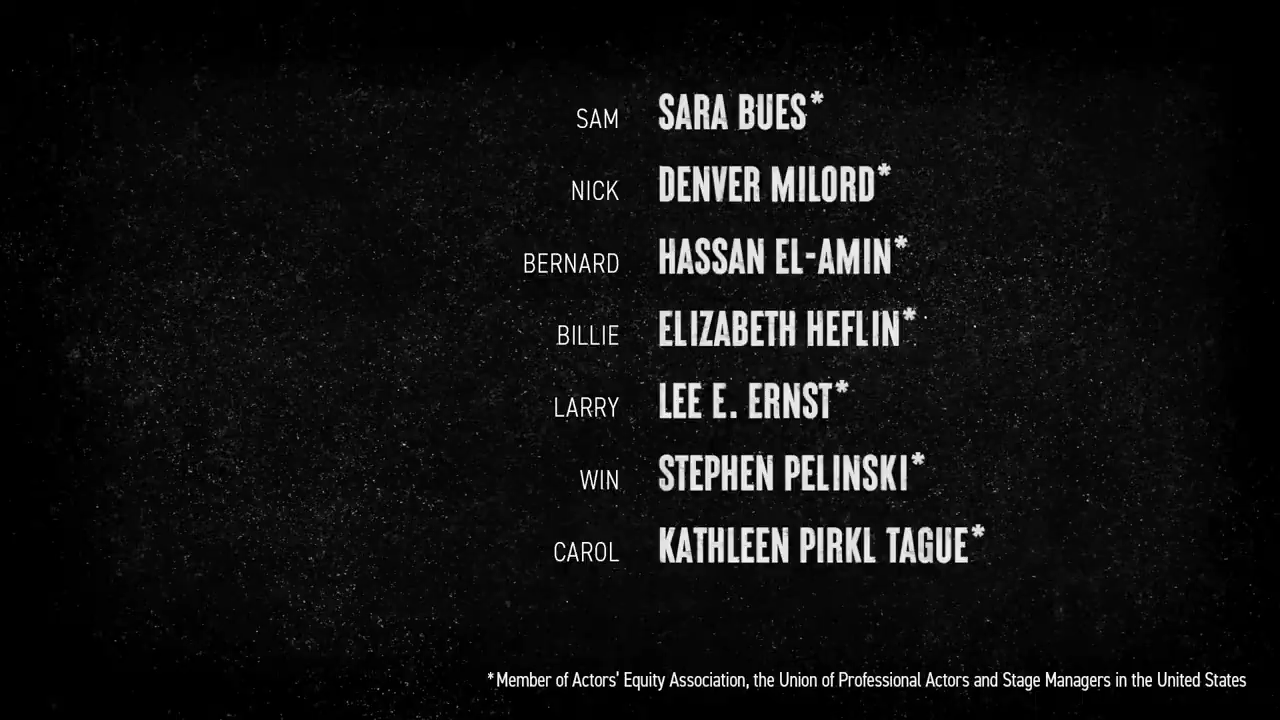 SAM SARA BUES*
NICK DENVER MILORD*
BERNARD HASSAN EL-AMIN*
BILLIE ELIZABETH HEFLIN*
LARRY LEE E. ERNST*
WIN STEPHEN PELINSKI*
CAROL KATHLEEN PIRKL TAGUE*
*Member of Actors' Equity Association, the Union of Professional Actors and Stage Managers in the United States